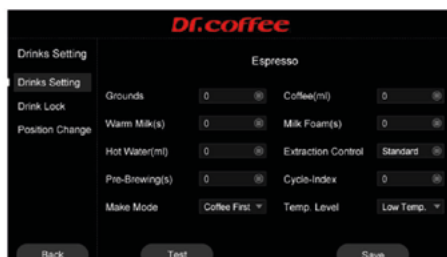 Dr.coffee
Drinks Setting
Espresso
Drinks Setting
Drink Lock
Position Change
Grounds 0 Coffee(ml) 0
Warm Milk(s) 0 Milk Foam(s) 0
Hot Water(ml) 0 Extraction Control Standard
Pre-Brewing(s) 0 Cycle-Index 0
Make Mode Coffee First Temp. Level Low Temp.
Back Test Save